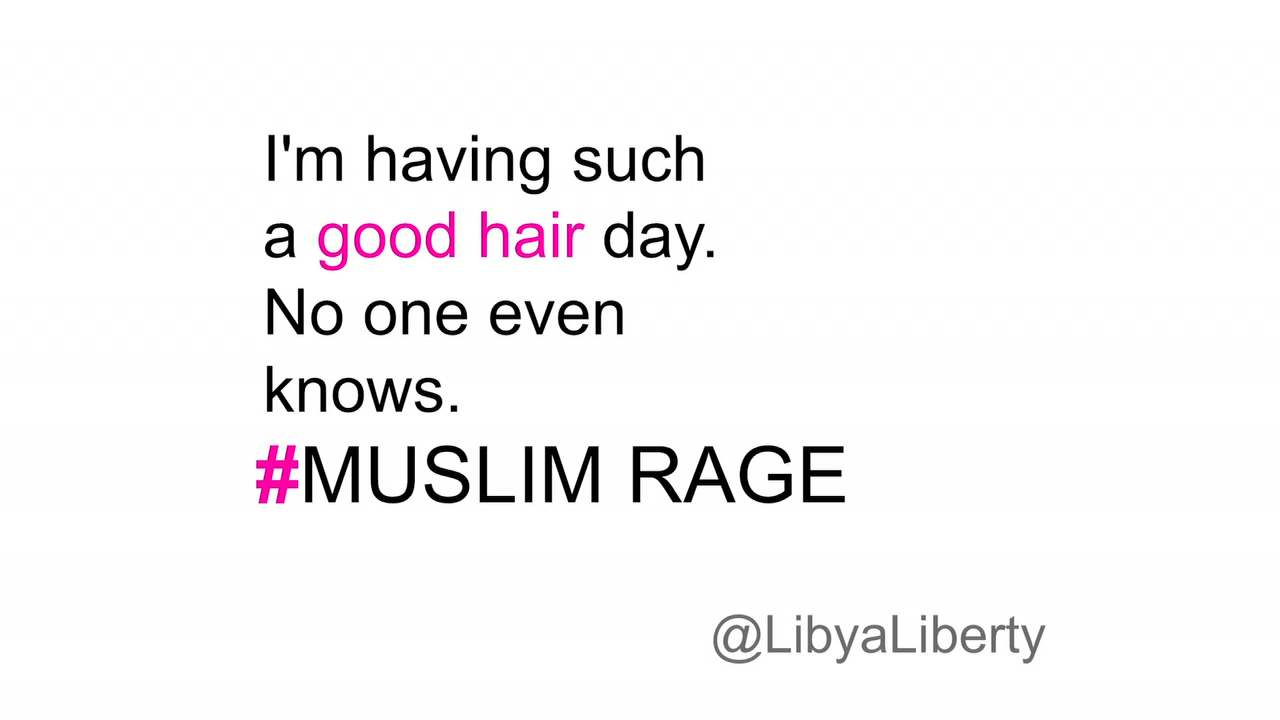 I'm having such
a good hair day.
No one even
knows.
#MUSLIM RAGE
@LibyaLiberty